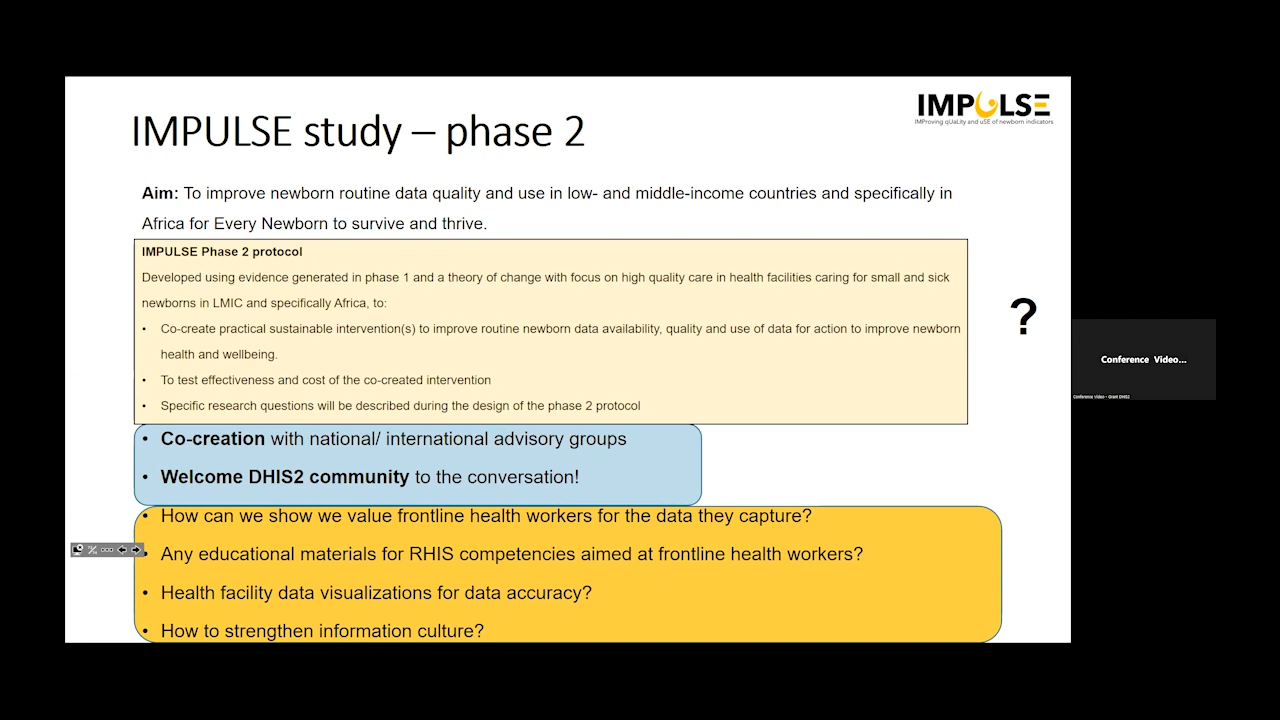 IMPULSE
IMProving qUaLity and uSE of newborn indicators
IMPULSE study – phase 2
Aim: To improve newborn routine data quality and use in low- and middle-income countries and specifically in
Africa for Every Newborn to survive and thrive.
IMPULSE Phase 2 protocol
Developed using evidence generated in phase 1 and a theory of change with focus on high quality care in health facilities caring for small and sick
newborns in LMIC and specifically Africa, to:
• Co-create practical sustainable intervention(s) to improve routine newborn data availability, quality and use of data for action to improve newborn
health and wellbeing.
• To test effectiveness and cost of the co-created intervention
• Specific research questions will be described during the design of the phase 2 protocol
?
• Co-creation with national/ international advisory groups
• Welcome DHIS2 community to the conversation!
• How can we show we value frontline health workers for the data they capture?
• Any educational materials for RHIS competencies aimed at frontline health workers?
• Health facility data visualizations for data accuracy?
• How to strengthen information culture?
Conference Video...
Conference Video - Grant DHIS2